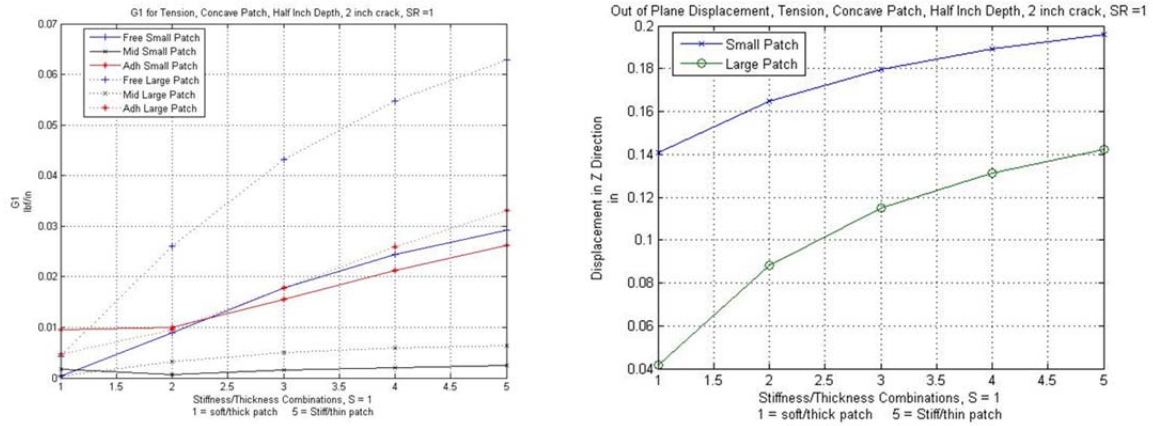 G1 for Tension, Concave Patch, Half Inch Depth, 2 inch crack, SR =1
0.07
0.06
0.05
0.04
0.03
0.02
0.01
0
G1
lbf/in
Free Small Patch
Mid Small Patch
Adh Small Patch
Free Large Patch
Mid Large Patch
Adh Large Patch
1 1.5 2 2.5 3 3.5 4 4.5 5
Stiffness/Thickness Combinations, S = 1
1 = soft/thick patch 5 = Stiff/thin patch
Out of Plane Displacement, Tension, Concave Patch, Half Inch Depth, 2 inch crack, SR =1
0.2
0.18
0.16
0.14
0.12
0.1
0.08
0.06
0.04
Displacement in Z Direction
in
Small Patch
Large Patch
1 1.5 2 2.5 3 3.5 4 4.5 5
Stiffness/Thickness Combinations, S = 1
1 = soft/thick patch 5 = Stiff/thin patch